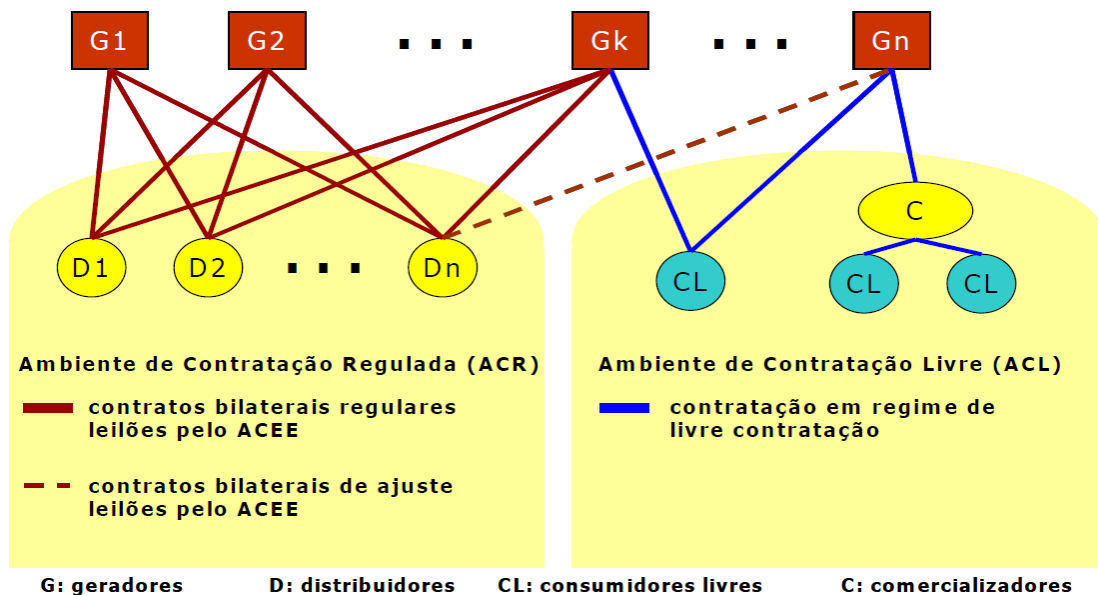 G1 G2 ... Gk ... Gn
C
D1 D2 ... Dn CL CL CL
Ambiente de Contratação Regulada (ACR)
contratos bilaterais regulares
leilões pelo ACEE
contratos bilaterais de ajuste
leilões pelo ACEE
Ambiente de Contratação Livre (ACL)
contratação em regime de
livre contratação
G: geradores D: distribuidores CL: consumidores livres C: comercializadores